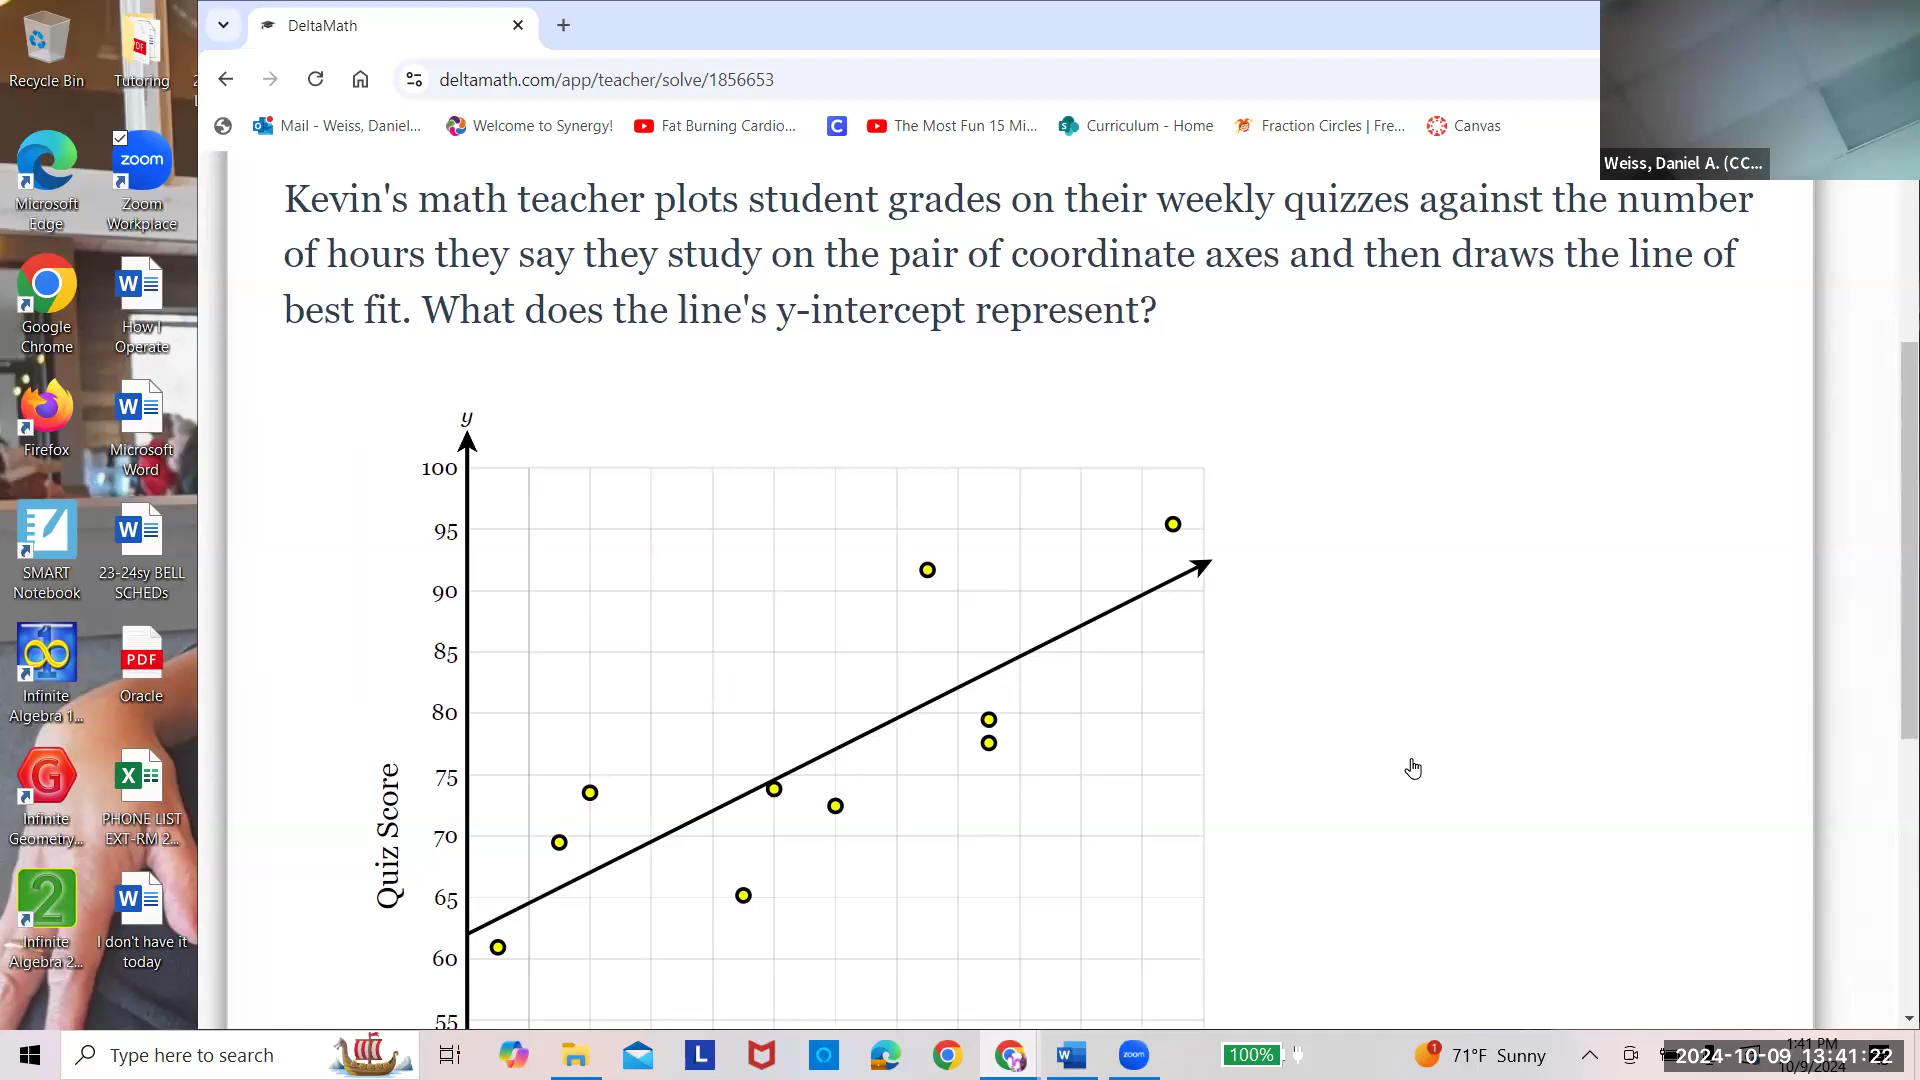 DeltaMath
deltamath.com/app/teacher/solve/1856653
Mail - Weiss, Daniel...
Welcome to Synergy!
Fat Burning Cardio...
The Most Fun 15 Mi...
Curriculum - Home
Fraction Circles | Fre...
Canvas
Weiss, Daniel A. (CC...
Recycle Bin
Tutoring
Microsoft
Edge
Zoom
Workplace
Google
Chrome
How I
Operate
Firefox
Microsoft
Word
SMART
Notebook
23-24sy BELL
SCHEDs
Infinite
Algebra 1...
Oracle
Infinite
Geometry...
PHONE LIST
EXT-RM 2...
Infinite
Algebra 2...
I don't have it
today
Kevin's math teacher plots student grades on their weekly quizzes against the number
of hours they say they study on the pair of coordinate axes and then draws the line of
best fit. What does the line's y-intercept represent?
y
100
95
90
85
80
75
70
65
60
55
Quiz Score
Type here to search
100%
71°F Sunny
1:41 PM
10/9/2024
2024-10-09 13:41:22